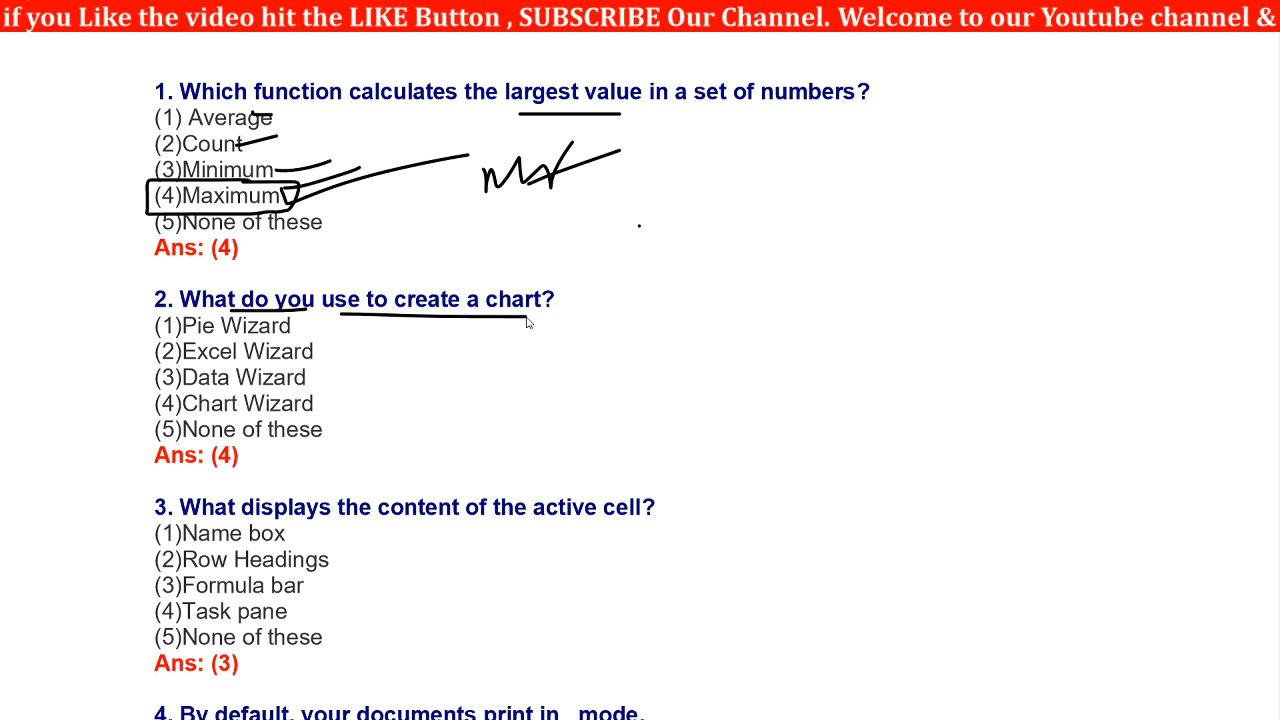 if you Like the video hit the LIKE Button , SUBSCRIBE Our Channel. Welcome to our Youtube channel &
1. Which function calculates the largest value in a set of numbers?
(1) Average
(2)Count
(3)Minimum
(4)Maximum
(5)None of these
Ans: (4)
2. What do you use to create a chart?
(1)Pie Wizard
(2)Excel Wizard
(3)Data Wizard
(4)Chart Wizard
(5)None of these
Ans: (4)
3. What displays the content of the active cell?
(1)Name box
(2)Row Headings
(3)Formula bar
(4)Task pane
(5)None of these
Ans: (3)
4. By default, your documents print in _ mode.